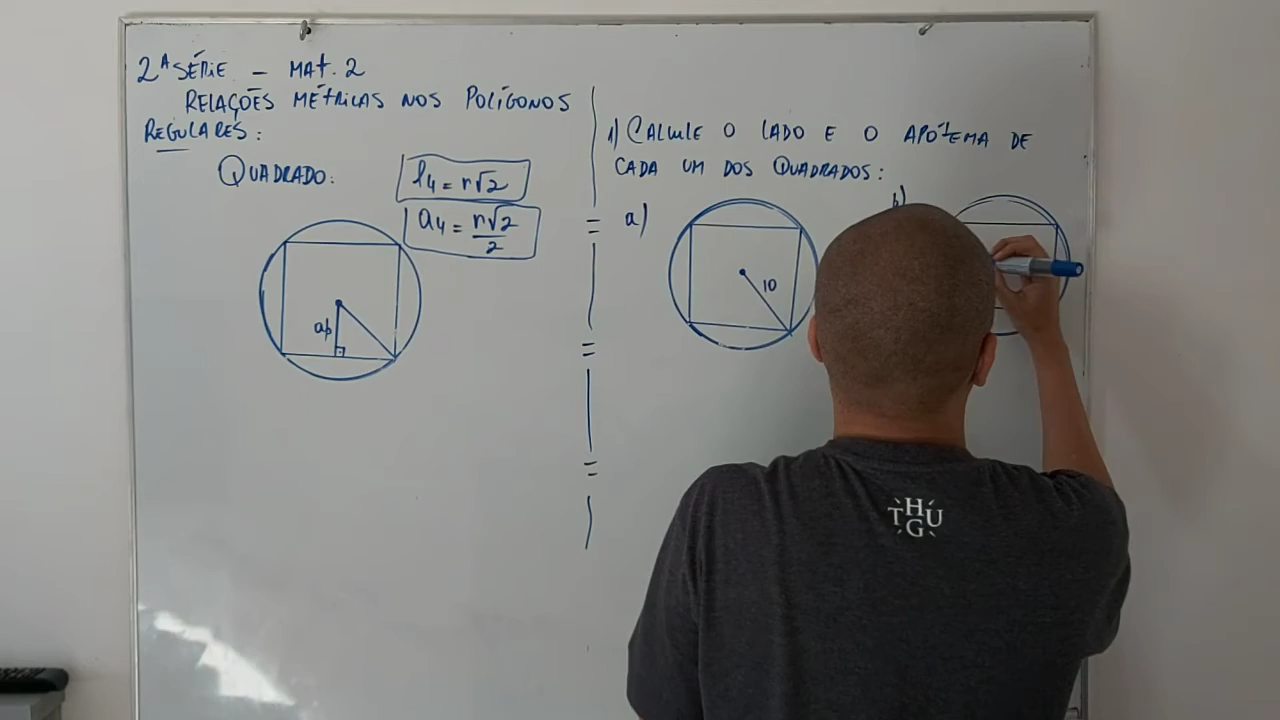 2ª SÉRIE - MAT. 2
RELAÇÕES MÉTRICAS NOS POLÍGONOS
REGULARES:
QUADRADO:
l₄ = r√2
a₄ = r√2/2
ap
1) CALCULE O LADO E O APÓTEMA DE
CADA UM DOS QUADRADOS:
a)
10
b)
THUG